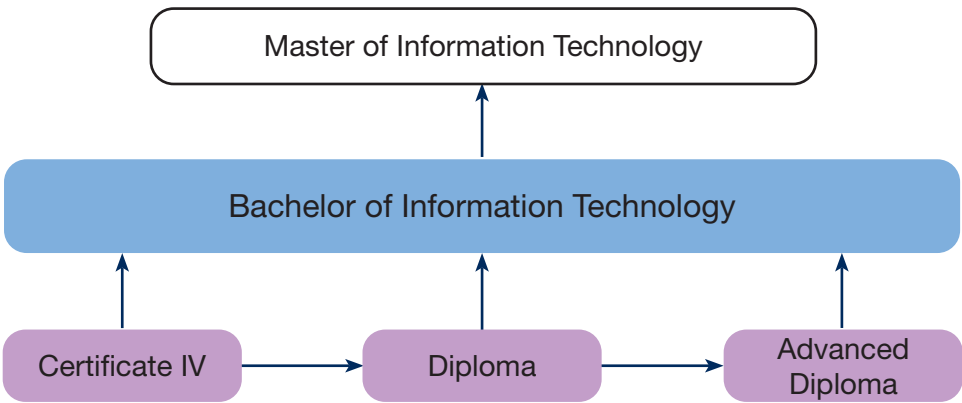 Master of Information Technology
Bachelor of Information Technology
Certificate IV
Diploma
Advanced
Diploma